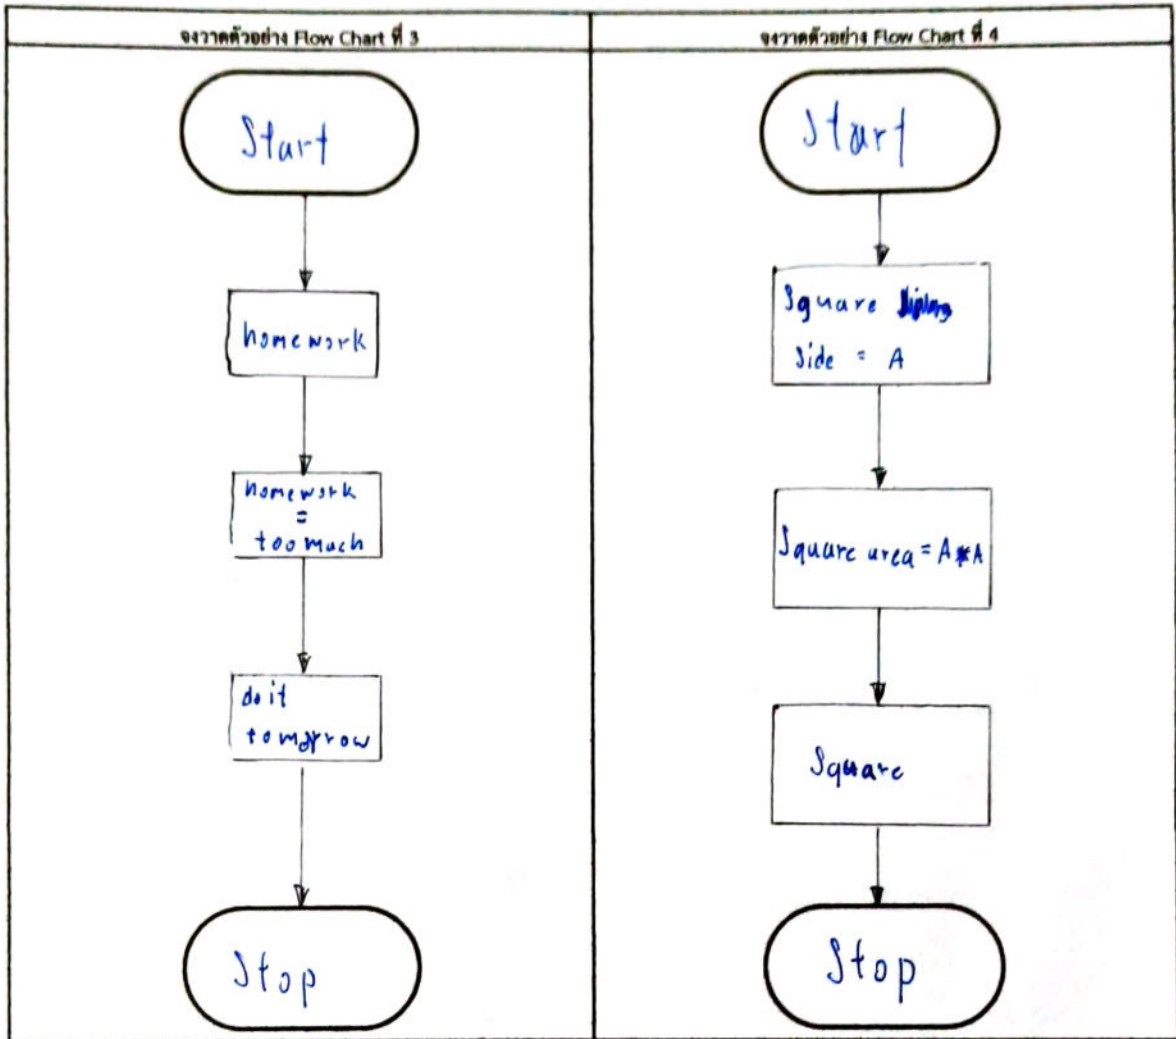 จงวาดตัวอย่าง Flow Chart ที่ 3
Start
homework
homework
=
too much
do it
tomorrow
Stop
จงวาดตัวอย่าง Flow Chart ที่ 4
Start
Square
Side = A
Square area = A*A
Square
Stop